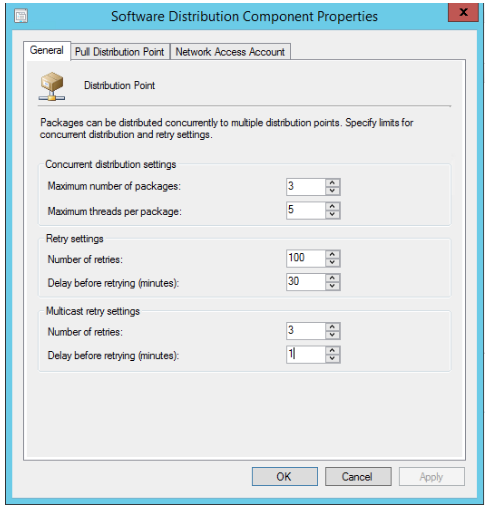 Software Distribution Component Properties
x
General Pull Distribution Point Network Access Account
Distribution Point
Packages can be distributed concurrently to multiple distribution points. Specify limits for
concurrent distribution and retry settings.
Concurrent distribution settings
Maximum number of packages: 3
Maximum threads per package: 5
Retry settings
Number of retries: 100
Delay before retrying (minutes): 30
Multicast retry settings
Number of retries: 3
Delay before retrying (minutes): 1
OK Cancel Apply